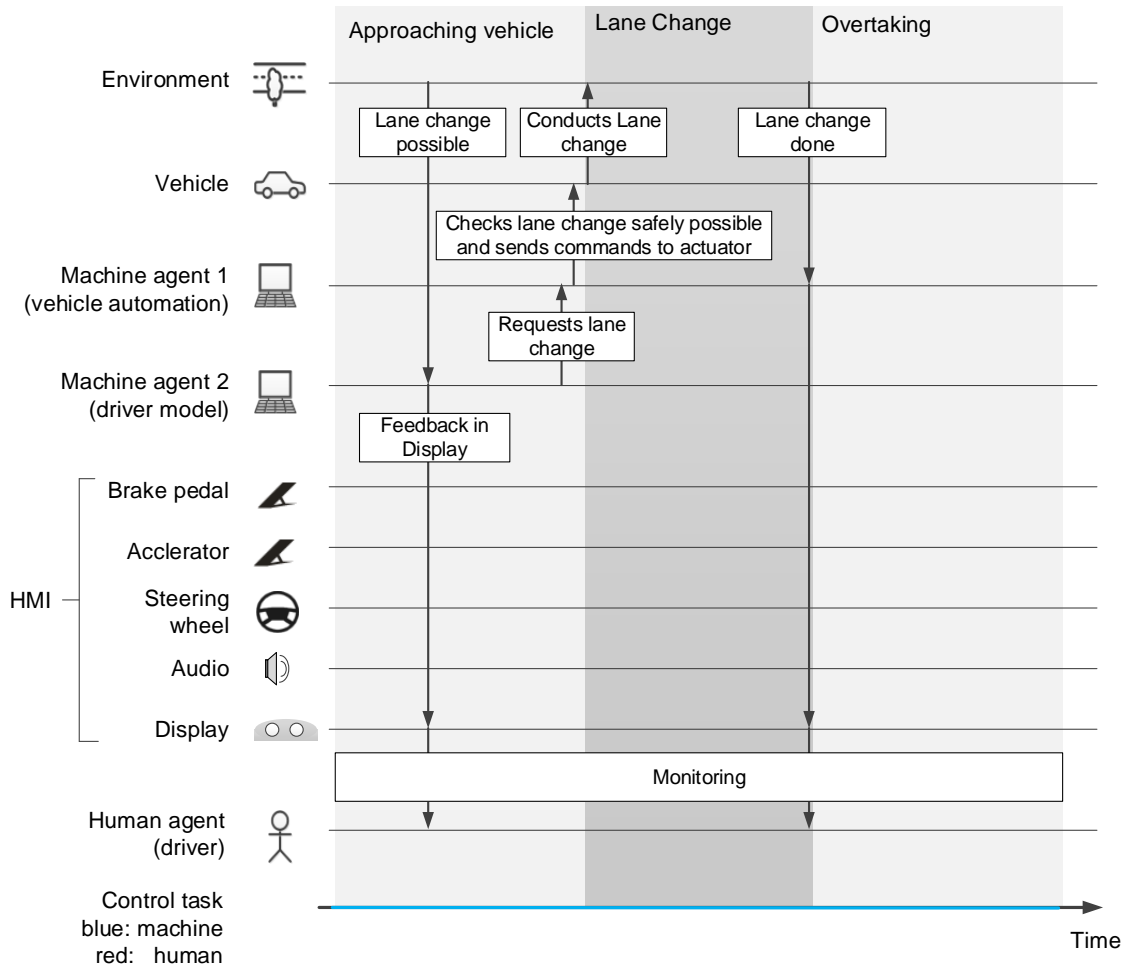 Approaching vehicle
Lane Change
Overtaking
Environment
Lane change
possible
Conducts Lane
change
Lane change
done
Vehicle
Checks lane change safely possible
and sends commands to actuator
Machine agent 1
(vehicle automation)
Requests lane
change
Machine agent 2
(driver model)
Feedback in
Display
HMI
Brake pedal
Acclerator
Steering
wheel
Audio
Display
Monitoring
Human agent
(driver)
Control task
blue: machine
red: human
Time